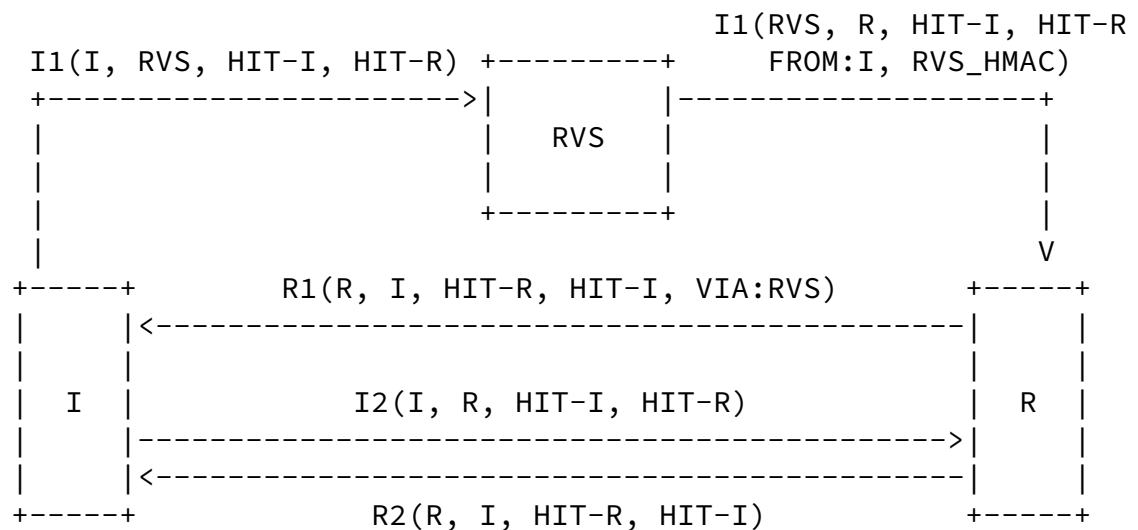 I1(RVS, R, HIT-I, HIT-R
I1(I, RVS, HIT-I, HIT-R) FROM:I, RVS_HMAC)
RVS
V
R1(R, I, HIT-R, HIT-I, VIA:RVS)
I I2(I, R, HIT-I, HIT-R) R
R2(R, I, HIT-R, HIT-I)